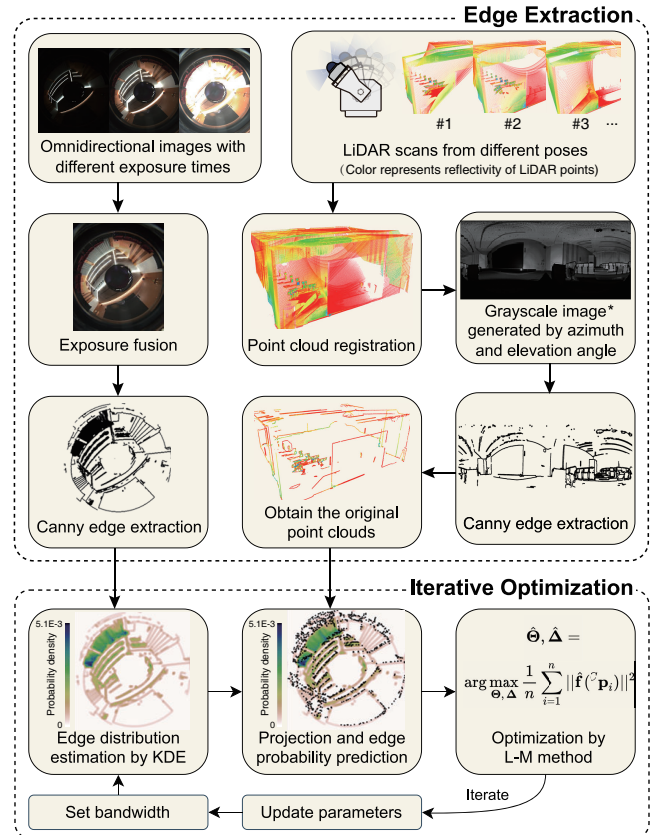 Edge Extraction
Omnidirectional images with
different exposure times
#1 #2 #3 ...
LiDAR scans from different poses
(Color represents reflectivity of LiDAR points)
Exposure fusion
Point cloud registration
Grayscale image*
generated by azimuth
and elevation angle
Canny edge extraction
Obtain the original
point clouds
Canny edge extraction
Iterative Optimization
5.1E-3
Probability density
0
Edge distribution
estimation by KDE
5.1E-3
Probability density
0
Projection and edge
probability prediction
Θ̂, Δ̂ =
arg max_{Θ, Δ} 1/n ∑_{i=1}^{n} ||f̂(p_i)||²
Optimization by
L-M method
Iterate
Update parameters
Set bandwidth